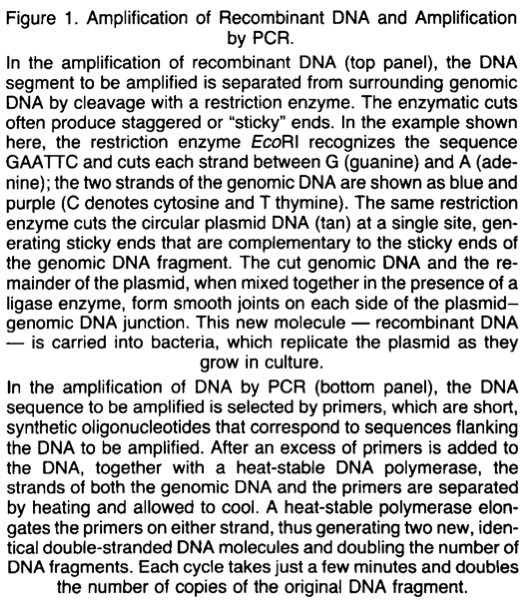 Figure 1. Amplification of Recombinant DNA and Amplification
by PCR.
In the amplification of recombinant DNA (top panel), the DNA
segment to be amplified is separated from surrounding genomic
DNA by cleavage with a restriction enzyme. The enzymatic cuts
often produce staggered or “sticky” ends. In the example shown
here, the restriction enzyme EcoRI recognizes the sequence
GAATTC and cuts each strand between G (guanine) and A (ade-
nine); the two strands of the genomic DNA are shown as blue and
purple (C denotes cytosine and T thymine). The same restriction
enzyme cuts the circular plasmid DNA (tan) at a single site, gen-
erating sticky ends that are complementary to the sticky ends of
the genomic DNA fragment. The cut genomic DNA and the re-
mainder of the plasmid, when mixed together in the presence of a
ligase enzyme, form smooth joints on each side of the plasmid–
genomic DNA junction. This new molecule — recombinant DNA
— is carried into bacteria, which replicate the plasmid as they
grow in culture.
In the amplification of DNA by PCR (bottom panel), the DNA
sequence to be amplified is selected by primers, which are short,
synthetic oligonucleotides that correspond to sequences flanking
the DNA to be amplified. After an excess of primers is added to
the DNA, together with a heat-stable DNA polymerase, the
strands of both the genomic DNA and the primers are separated
by heating and allowed to cool. A heat-stable polymerase elon-
gates the primers on either strand, thus generating two new, iden-
tical double-stranded DNA molecules and doubling the number of
DNA fragments. Each cycle takes just a few minutes and doubles
the number of copies of the original DNA fragment.